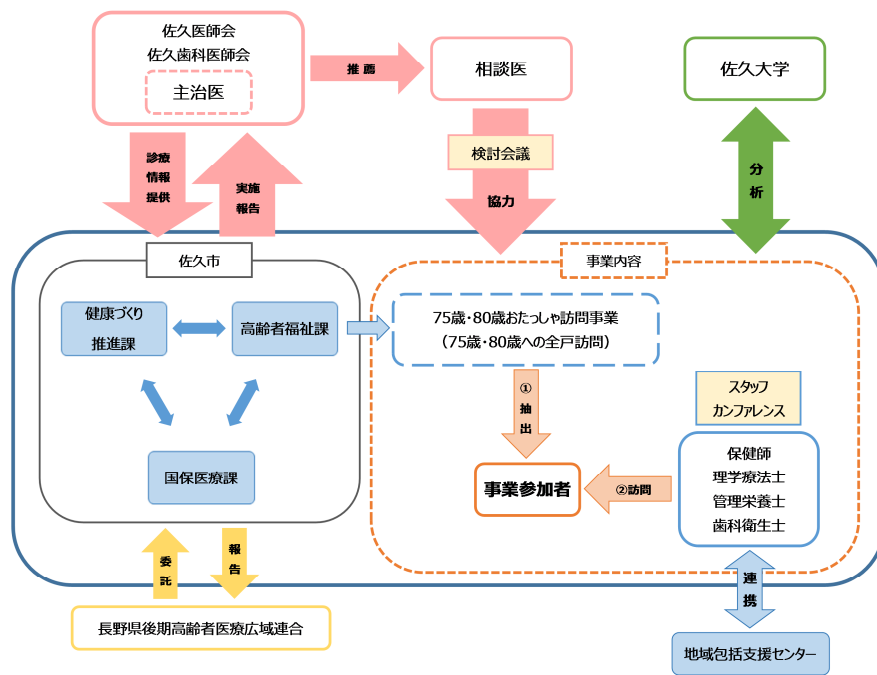 佐久医師会
佐久歯科医師会
主治医
推薦
相談医
佐久大学
診療
情報
提供
実施
報告
検討会議
協力
分
析
佐久市
事業内容
健康づくり
推進課
高齢者福祉課
国保医療課
75歳・80歳おたっしゃ訪問事業
(75歳・80歳への全戸訪問)
①
抽
出
スタッフ
カンファレンス
保健師
理学療法士
管理栄養士
歯科衛生士
事業参加者
②訪問
委
託
報
告
長野県後期高齢者医療広域連合
連
携
地域包括支援センター